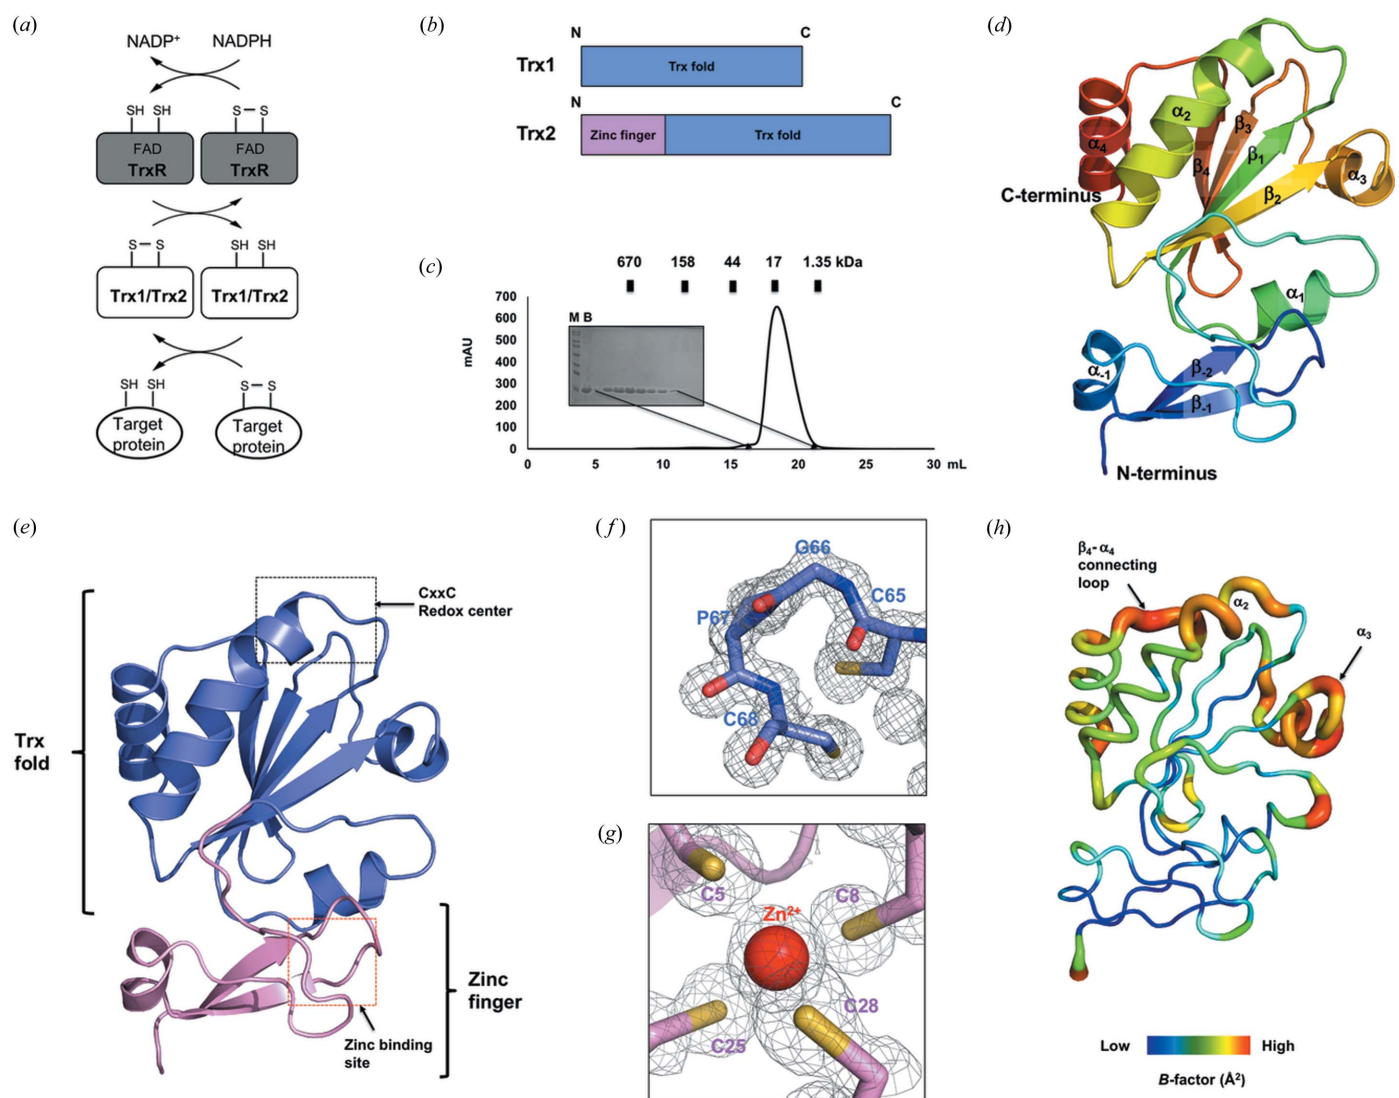 (a)
NADP⁺ NADPH
SH SH S–S
FAD FAD
TrxR TrxR
S–S SH SH
Trx1/Trx2 Trx1/Trx2
SH SH S–S
Target Target
protein protein
(b)
N C
Trx1 Trx fold
N C
Trx2 Zinc finger Trx fold
(c)
670 158 44 17 1.35 kDa
mAU
700
600
500
400
300
200
100
0
M B
0 5 10 15 20 25 30 mL
(d)
α2
β3
α4
β1
β4
α3
C-terminus
β2
α1
α-1
β-2
β-1
N-terminus
(e)
CxxC
Redox center
Trx
fold
Zinc
finger
Zinc binding
site
(f)
G66
C65
P67
C68
(g)
C5 C8
Zn²⁺
C28
C25
(h)
β4-α4
connecting
loop
α2
α3
Low High
B-factor (Å²)